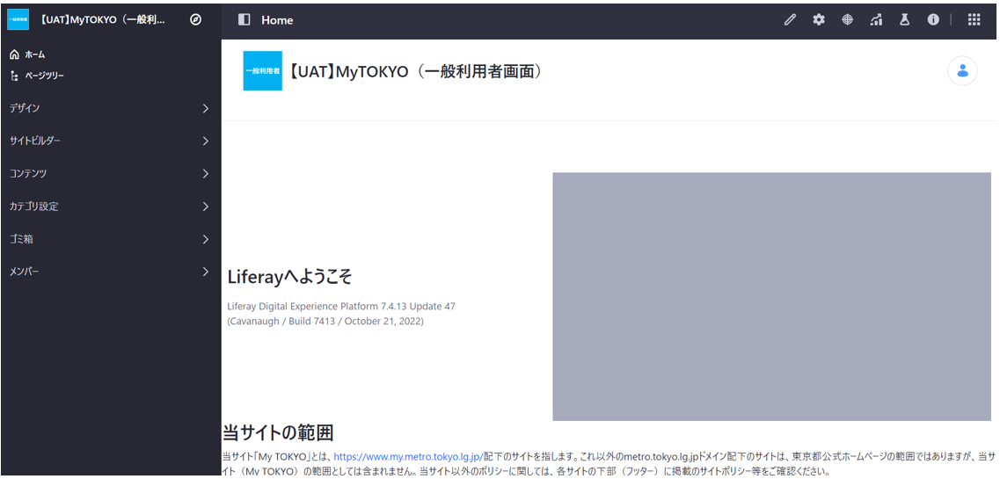 一般利用者 【UAT】MyTOKYO（一般利...
Home
ホーム
ページツリー
デザイン
サイトビルダー
コンテンツ
カテゴリ設定
ゴミ箱
メンバー
一般利用者 【UAT】MyTOKYO（一般利用者画面）
Liferayへようこそ
Liferay Digital Experience Platform 7.4.13 Update 47
(Cavanaugh / Build 7413 / October 21, 2022)
当サイトの範囲
当サイト「My TOKYO」とは、https://www.my.metro.tokyo.lg.jp/配下のサイトを指します。これ以外のmetro.tokyo.lg.jpドメイン配下のサイトは、東京都公式ホームページの範囲ではありますが、当サ
イト（My TOKYO）の範囲としては含まれません。当サイト以外のポリシーに関しては、各サイトの下部（フッター）に掲載のサイトポリシー等をご確認ください。